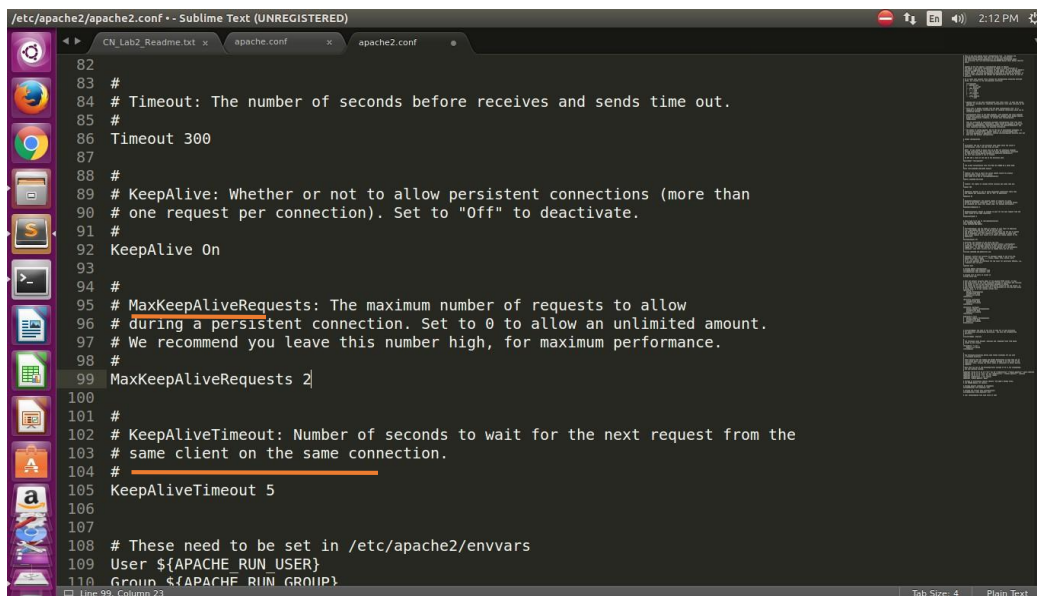 /etc/apache2/apache2.conf • - Sublime Text (UNREGISTERED)
En
2:12 PM
CN_Lab2_Readme.txt x
apache.conf x
apache2.conf
82
83 #
84 # Timeout: The number of seconds before receives and sends time out.
85 #
86 Timeout 300
87
88 #
89 # KeepAlive: Whether or not to allow persistent connections (more than
90 # one request per connection). Set to "Off" to deactivate.
91 #
92 KeepAlive On
93
94 #
95 # MaxKeepAliveRequests: The maximum number of requests to allow
96 # during a persistent connection. Set to 0 to allow an unlimited amount.
97 # We recommend you leave this number high, for maximum performance.
98 #
99 MaxKeepAliveRequests 2
100
101 #
102 # KeepAliveTimeout: Number of seconds to wait for the next request from the
103 # same client on the same connection.
104 #
105 KeepAliveTimeout 5
106
107
108 # These need to be set in /etc/apache2/envvars
109 User ${APACHE_RUN_USER}
110 Group ${APACHE_RUN_GROUP}
Line 99, Column 23
Tab Size: 4
Plain Text